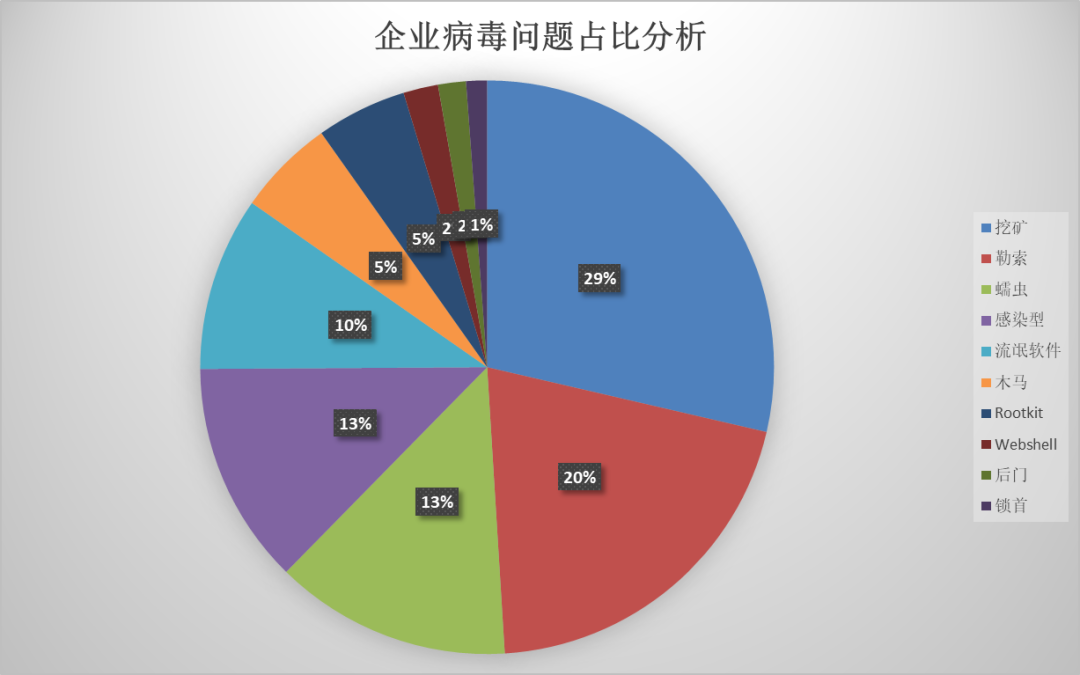 企业病毒问题占比分析
29%
20%
13%
13%
10%
5%
5%
2
2
1%
挖矿
勒索
蠕虫
感染型
流氓软件
木马
Rootkit
Webshell
后门
锁首